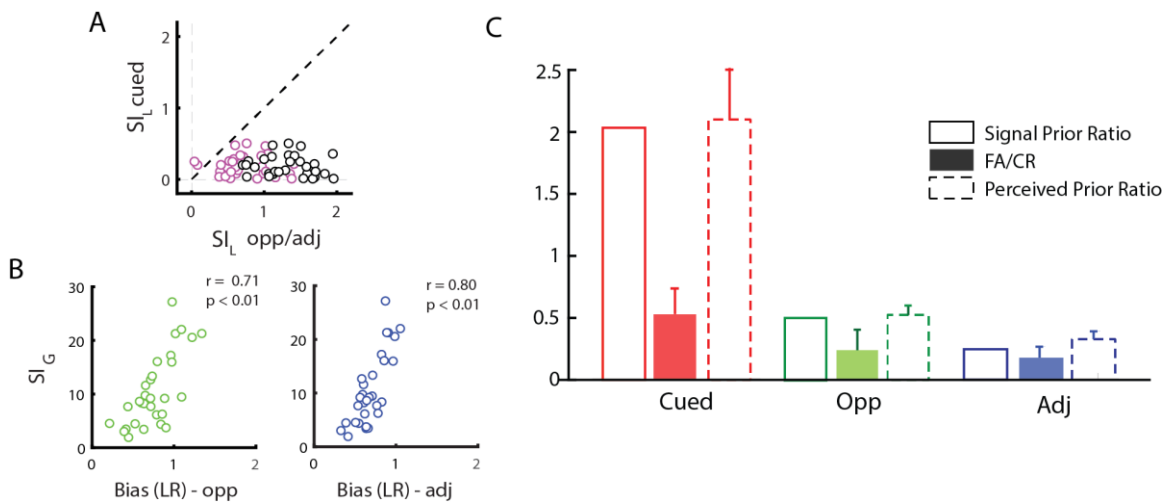 A
2
1
0
SI_L cued
0
1
2
SI_L opp/adj
B
r = 0.71
p < 0.01
30
20
10
0
SI_G
0
1
2
Bias (LR) - opp
r = 0.80
p < 0.01
30
20
10
0
0
1
2
Bias (LR) - adj
C
2.5
2
1.5
1
0.5
0
Cued
Opp
Adj
Signal Prior Ratio
FA/CR
Perceived Prior Ratio